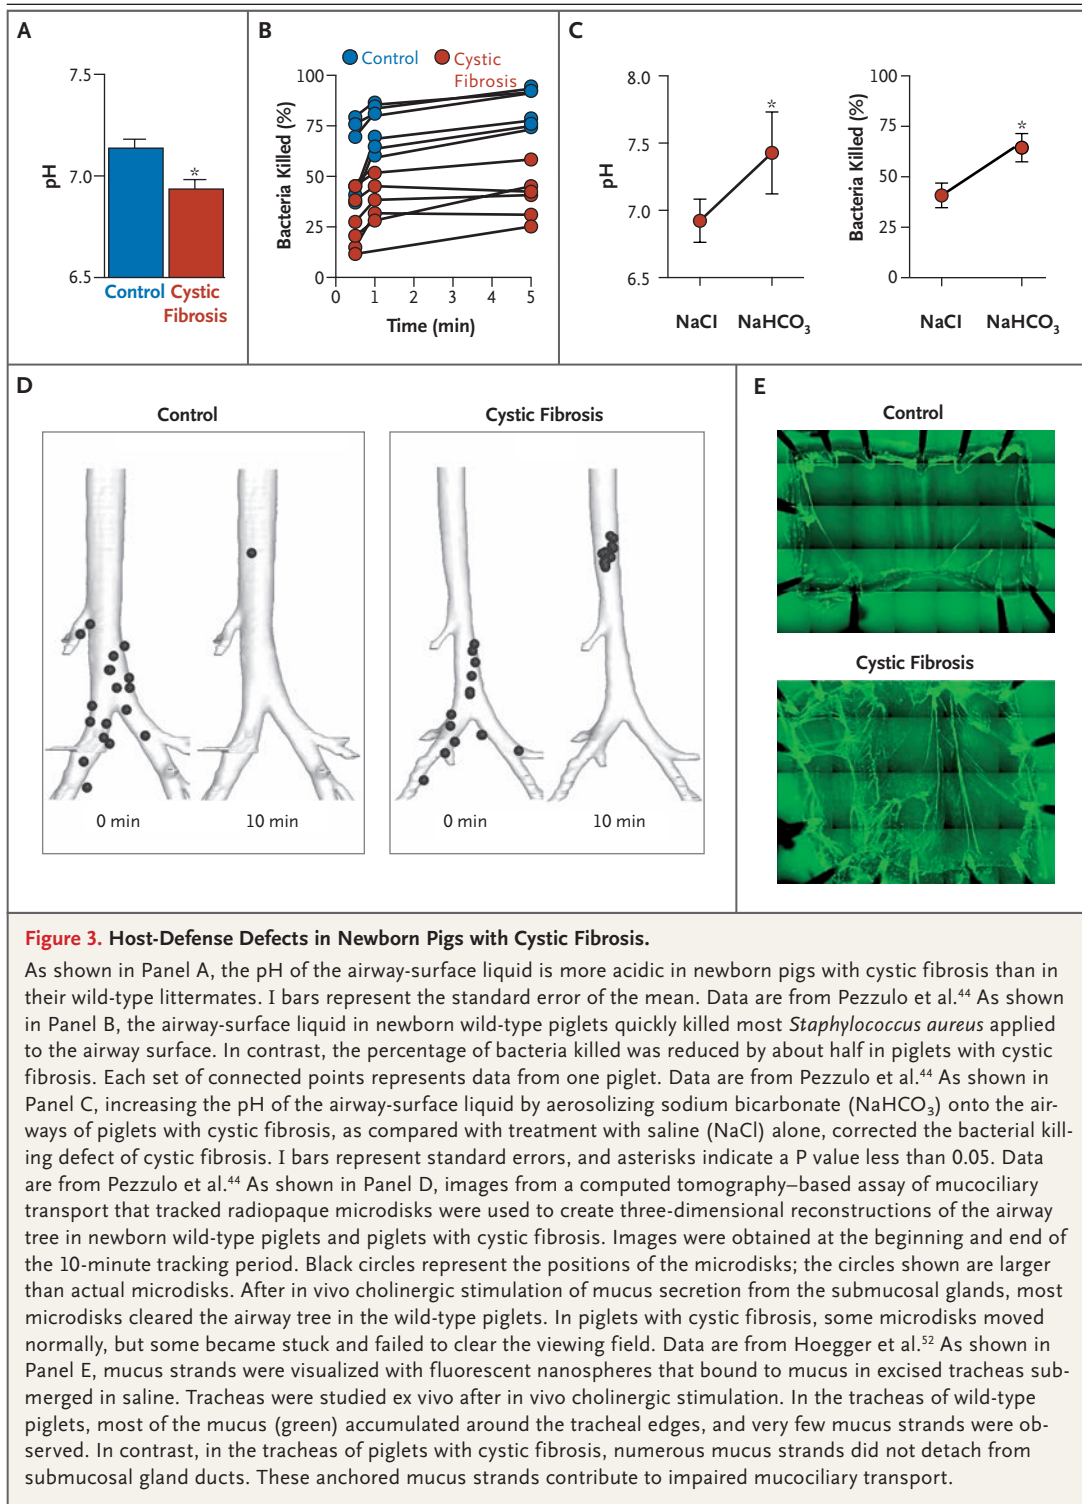 A
7.5
7.0
6.5
pH
*
Control
Cystic
Fibrosis
B
Control
Cystic
Fibrosis
100
75
50
25
0
Bacteria Killed (%)
0
1
2
3
4
5
Time (min)
C
8.0
7.5
7.0
6.5
pH
*
NaCl
NaHCO₃
100
75
50
25
0
Bacteria Killed (%)
*
NaCl
NaHCO₃
D
Control
0 min
10 min
Cystic Fibrosis
0 min
10 min
E
Control
Cystic Fibrosis
Figure 3. Host-Defense Defects in Newborn Pigs with Cystic Fibrosis.
As shown in Panel A, the pH of the airway-surface liquid is more acidic in newborn pigs with cystic fibrosis than in
their wild-type littermates. I bars represent the standard error of the mean. Data are from Pezzulo et al.⁴⁴ As shown
in Panel B, the airway-surface liquid in newborn wild-type piglets quickly killed most Staphylococcus aureus applied
to the airway surface. In contrast, the percentage of bacteria killed was reduced by about half in piglets with cystic
fibrosis. Each set of connected points represents data from one piglet. Data are from Pezzulo et al.⁴⁴ As shown in
Panel C, increasing the pH of the airway-surface liquid by aerosolizing sodium bicarbonate (NaHCO₃) onto the air-
ways of piglets with cystic fibrosis, as compared with treatment with saline (NaCl) alone, corrected the bacterial kill-
ing defect of cystic fibrosis. I bars represent standard errors, and asterisks indicate a P value less than 0.05. Data
are from Pezzulo et al.⁴⁴ As shown in Panel D, images from a computed tomography–based assay of mucociliary
transport that tracked radiopaque microdisks were used to create three-dimensional reconstructions of the airway
tree in newborn wild-type piglets and piglets with cystic fibrosis. Images were obtained at the beginning and end of
the 10-minute tracking period. Black circles represent the positions of the microdisks; the circles shown are larger
than actual microdisks. After in vivo cholinergic stimulation of mucus secretion from the submucosal glands, most
microdisks cleared the airway tree in the wild-type piglets. In piglets with cystic fibrosis, some microdisks moved
normally, but some became stuck and failed to clear the viewing field. Data are from Hoegger et al.⁵² As shown in
Panel E, mucus strands were visualized with fluorescent nanospheres that bound to mucus in excised tracheas sub-
merged in saline. Tracheas were studied ex vivo after in vivo cholinergic stimulation. In the tracheas of wild-type
piglets, most of the mucus (green) accumulated around the tracheal edges, and very few mucus strands were ob-
served. In contrast, in the tracheas of piglets with cystic fibrosis, numerous mucus strands did not detach from
submucosal gland ducts. These anchored mucus strands contribute to impaired mucociliary transport.